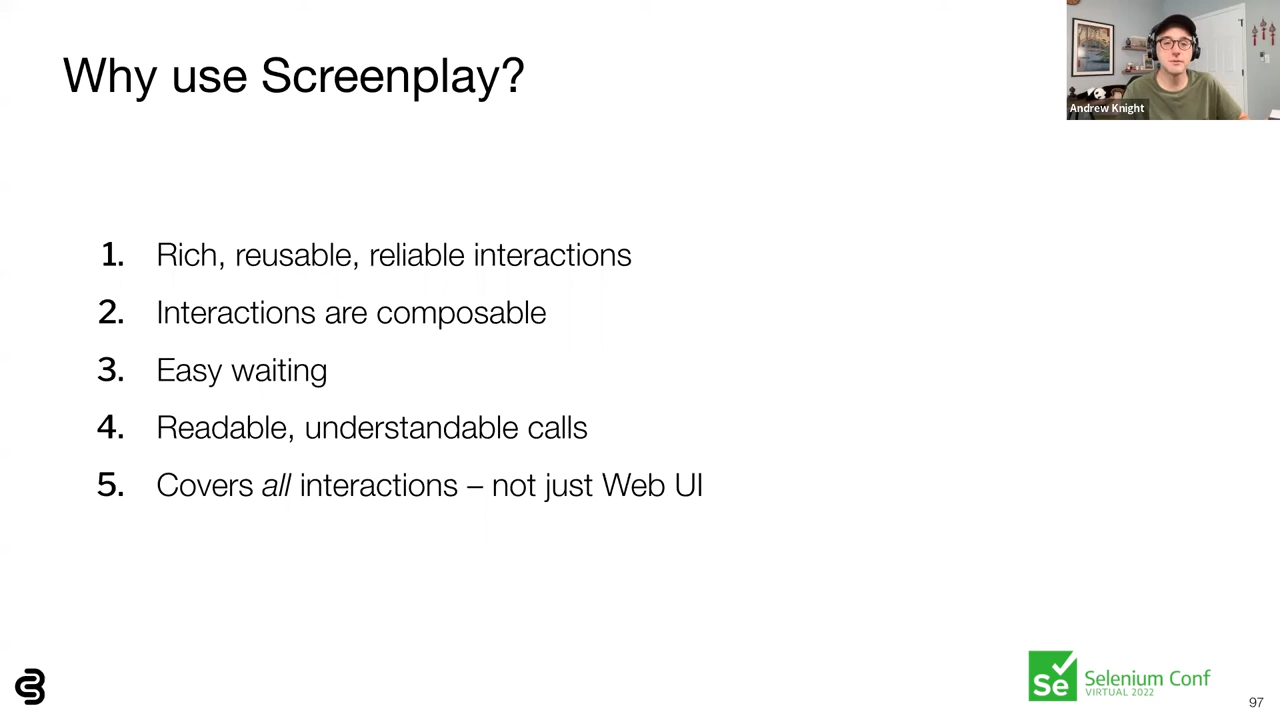 Why use Screenplay?
Andrew Knight
1. Rich, reusable, reliable interactions
2. Interactions are composable
3. Easy waiting
4. Readable, understandable calls
5. Covers all interactions – not just Web UI
Se
Selenium Conf
VIRTUAL 2022
97